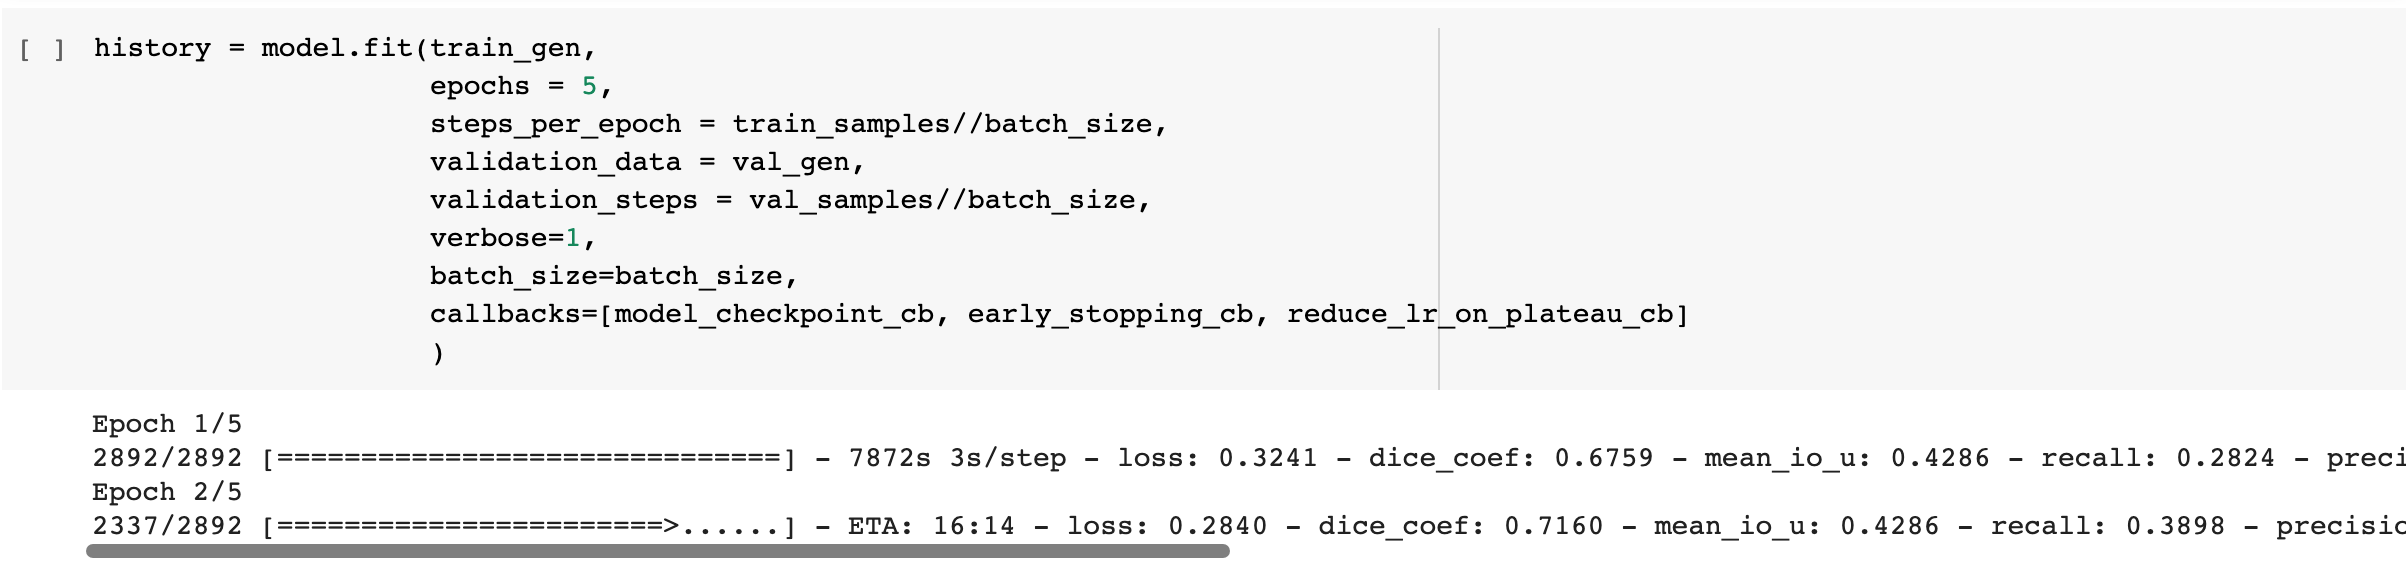 [ ] history = model.fit(train_gen,
epochs = 5,
steps_per_epoch = train_samples//batch_size,
validation_data = val_gen,
validation_steps = val_samples//batch_size,
verbose=1,
batch_size=batch_size,
callbacks=[model_checkpoint_cb, early_stopping_cb, reduce_lr_on_plateau_cb]
)
Epoch 1/5
2892/2892 [==============================] - 7872s 3s/step - loss: 0.3241 - dice_coef: 0.6759 - mean_io_u: 0.4286 - recall: 0.2824 - preci
Epoch 2/5
2337/2892 [=======================>......] - ETA: 16:14 - loss: 0.2840 - dice_coef: 0.7160 - mean_io_u: 0.4286 - recall: 0.3898 - precisio